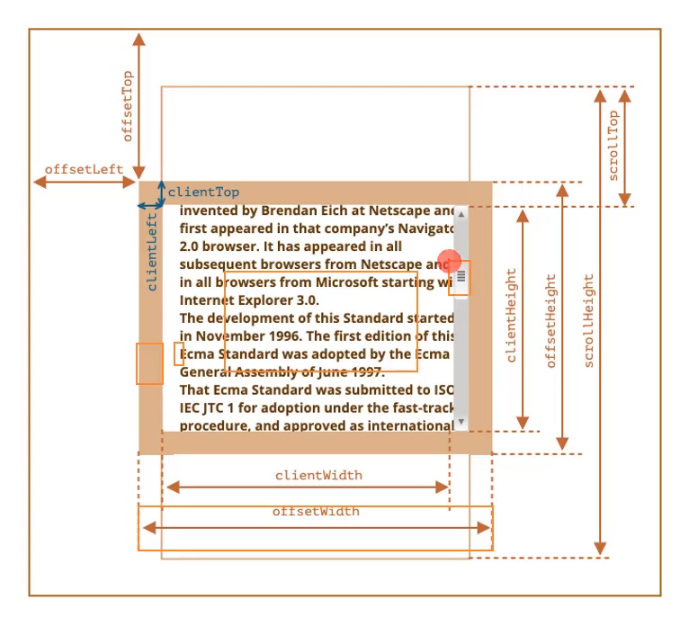 offsetTop
scrollTop
offsetLeft
clientTop
clientLeft
invented by Brendan Eich at Netscape and
first appeared in that company's Navigato
2.0 browser. It has appeared in all
subsequent browsers from Netscape and
in all browsers from Microsoft starting wi
Internet Explorer 3.0.
The development of this Standard started
in November 1996. The first edition of this
Ecma Standard was adopted by the Ecma
General Assembly of June 1997.
That Ecma Standard was submitted to ISO
IEC JTC 1 for adoption under the fast-track
procedure, and approved as international
clientHeight
offsetHeight
scrollHeight
clientWidth
offsetWidth